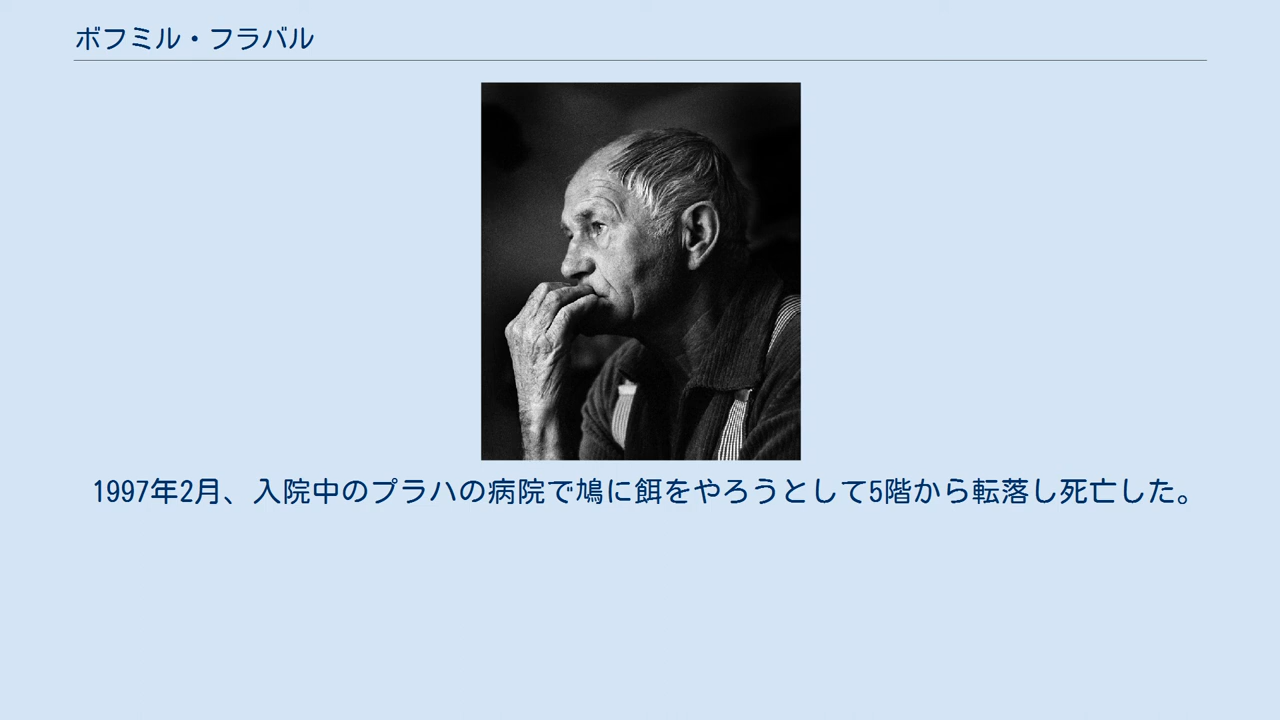 ボフミル・フラバル
1997年2月、入院中のプラハの病院で鳩に餌をやろうとして5階から転落し死亡した。